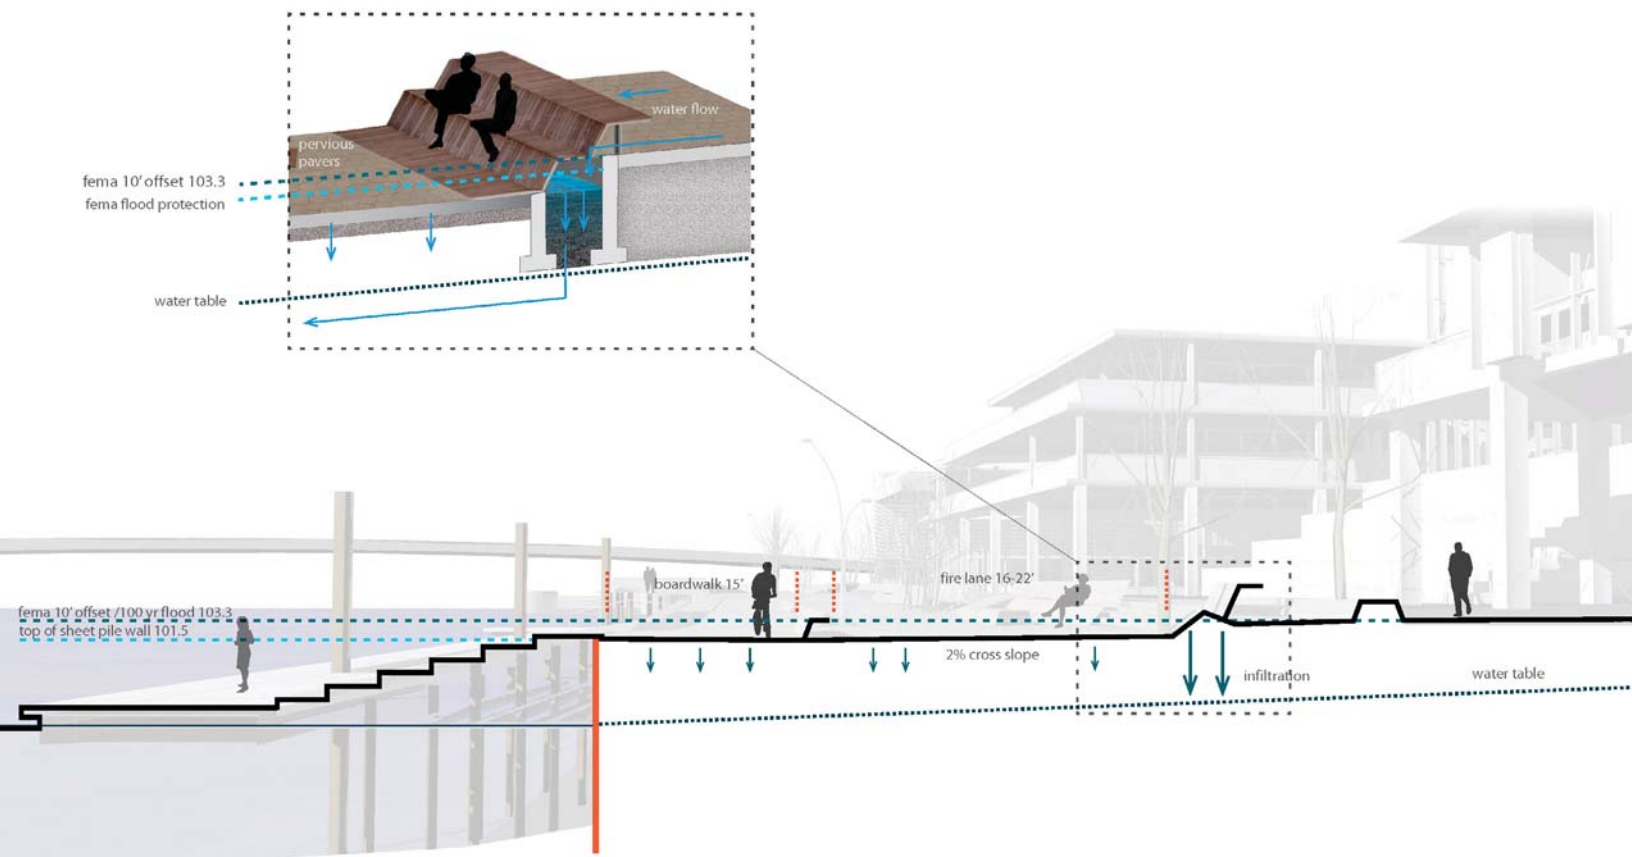 water flow
pervious
pavers
fema 10' offset 103.3
fema flood protection
water table
boardwalk 15'
fire lane 16-22'
fema 10' offset /100 yr flood 103.3
top of sheet pile wall 101.5
2% cross slope
infiltration
water table